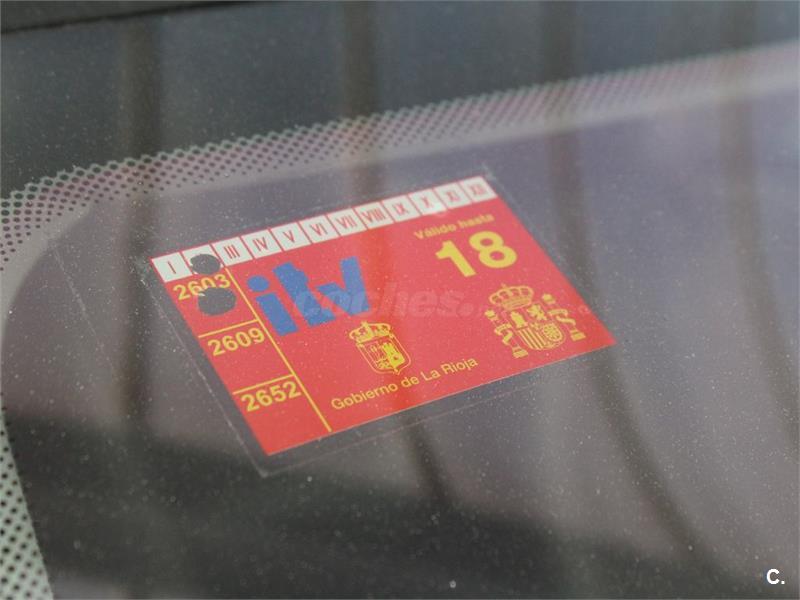 I III IV V VI VII VIII IX X XI XII
Válido hasta
18
2603
itv
coches.
2609
2652
Gobierno de La Rioja
C.